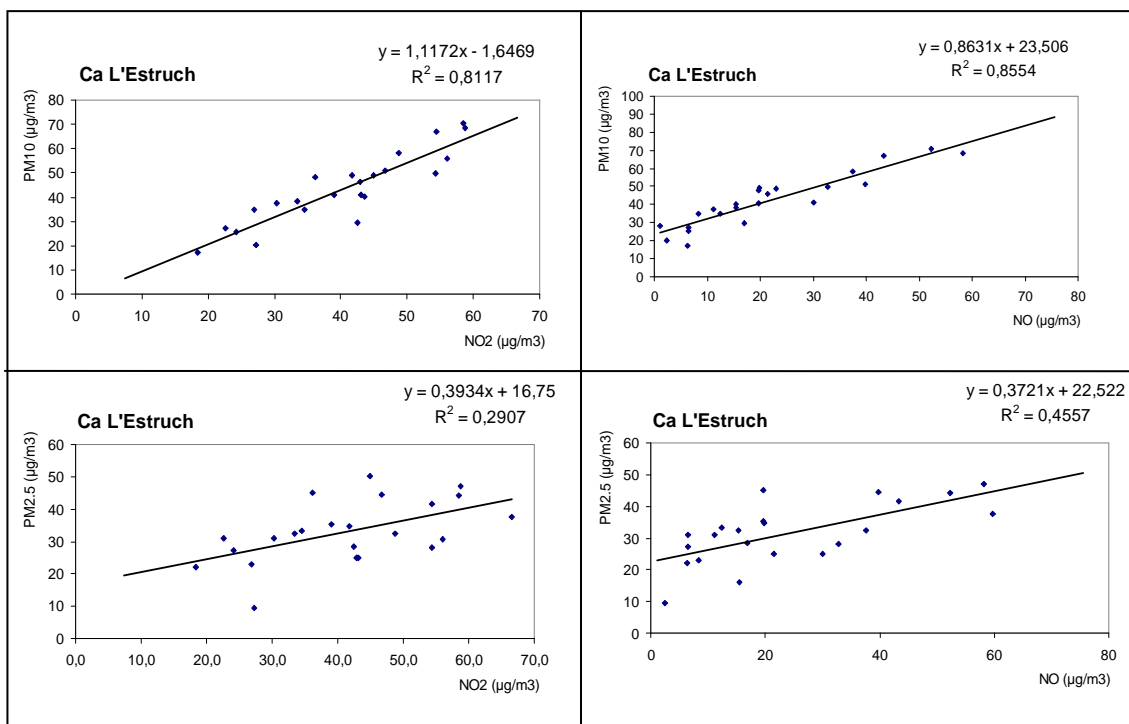 y = 1,1172x - 1,6469
R² = 0,8117
Ca L'Estruch
PM10 (µg/m3)
80
70
60
50
40
30
20
10
0
0 10 20 30 40 50 60 70
NO2 (µg/m3)
y = 0,8631x + 23,506
R² = 0,8554
Ca L'Estruch
PM10 (µg/m3)
100
90
80
70
60
50
40
30
20
10
0
0 10 20 30 40 50 60 70 80
NO (µg/m3)
y = 0,3934x + 16,75
R² = 0,2907
Ca L'Estruch
PM2.5 (µg/m3)
60
50
40
30
20
10
0
0,0 10,0 20,0 30,0 40,0 50,0 60,0 70,0
NO2 (µg/m3)
y = 0,3721x + 22,522
R² = 0,4557
Ca L'Estruch
PM2.5 (µg/m3)
60
50
40
30
20
10
0
0 20 40 60 80
NO (µg/m3)